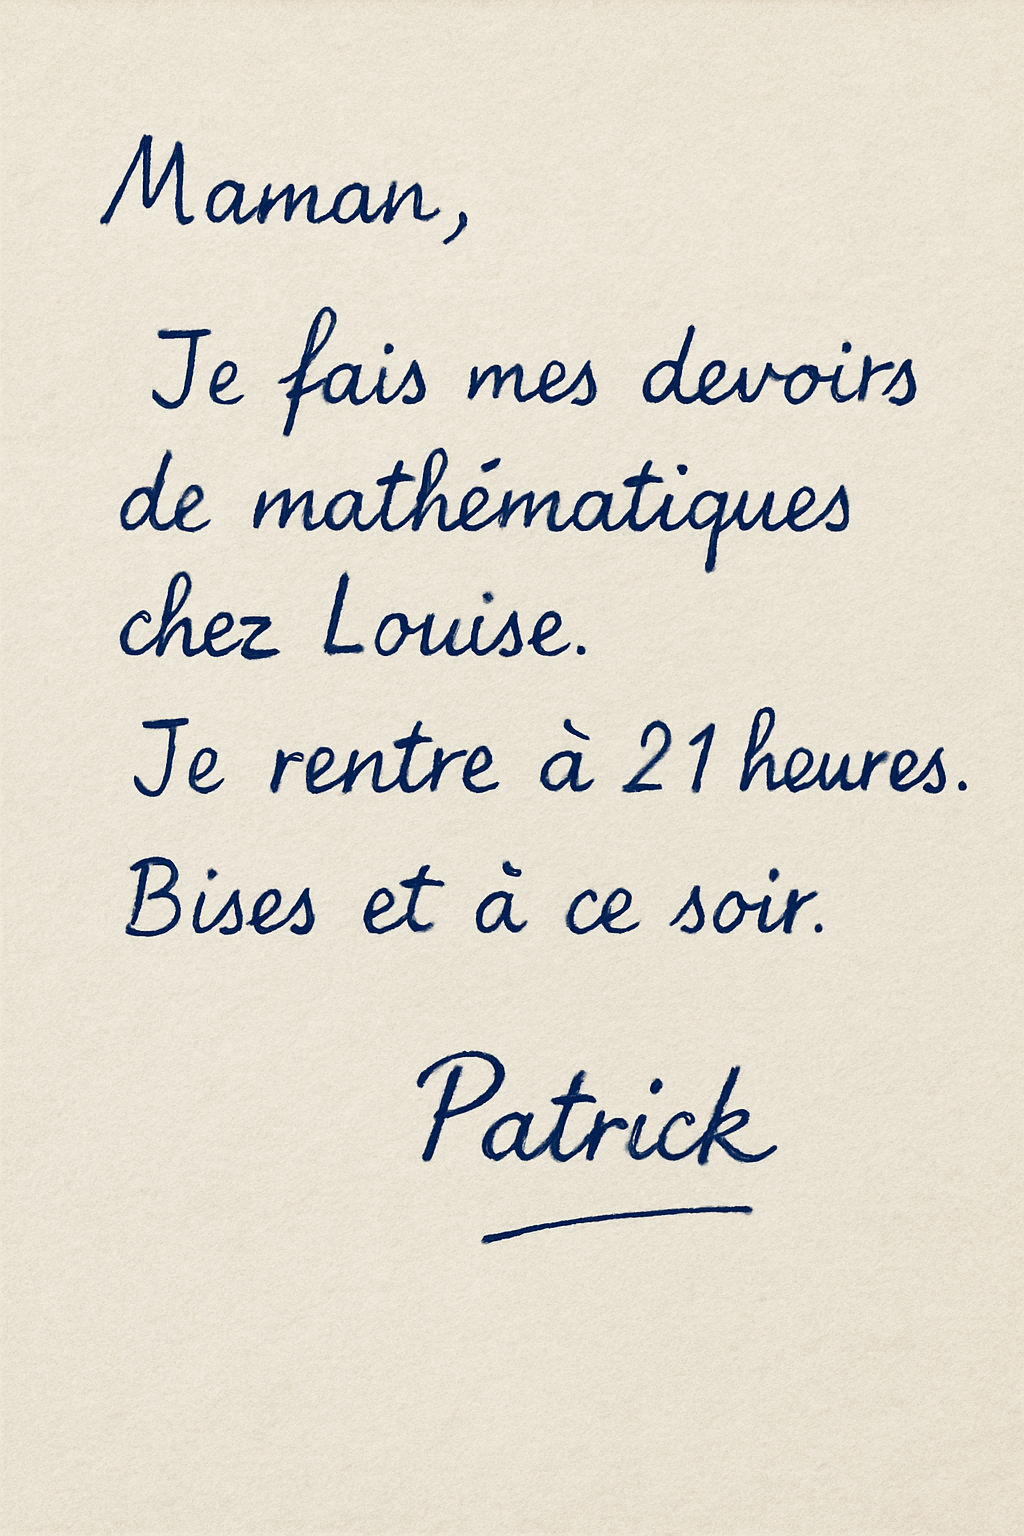 Maman,
Je fais mes devoirs
de mathématiques
chez Louise.
Je rentre à 21 heures.
Bises et à ce soir.
Patrick